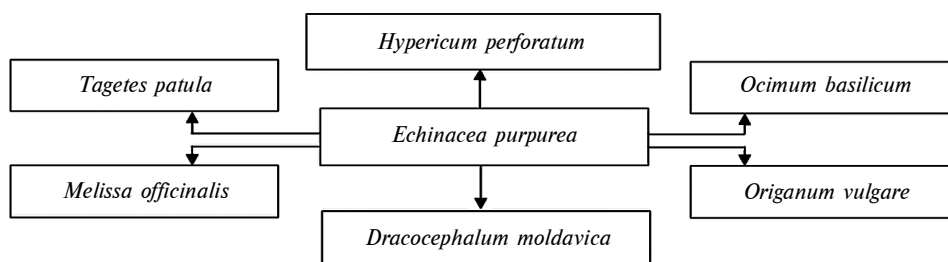 Hypericum perforatum
Tagetes patula
Ocimum basilicum
Echinacea purpurea
Melissa officinalis
Origanum vulgare
Dracocephalum moldavica